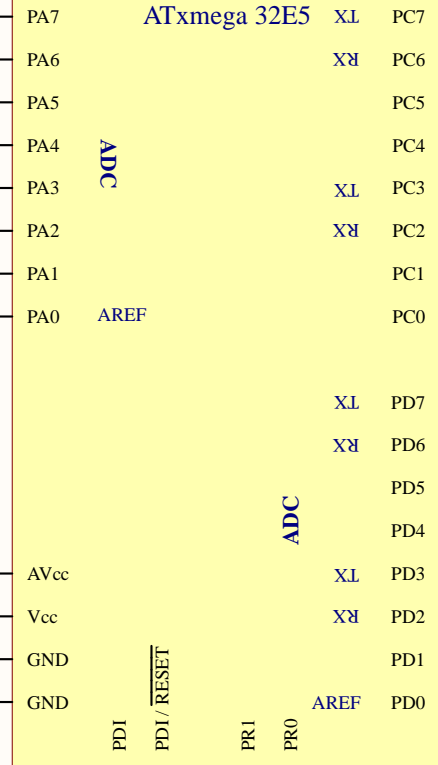 PA7 ATxmega 32E5 TX PC7
PA6 RX PC6
PA5 PC5
PA4 PC4
ADC
PA3 TX PC3
PA2 RX PC2
PA1 PC1
PA0 AREF PC0
TX PD7
RX PD6
PD5
ADC
PD4
AVcc TX PD3
Vcc RX PD2
GND PD1
GND AREF PD0
PDI
PDI / RESET
PR1
PR0